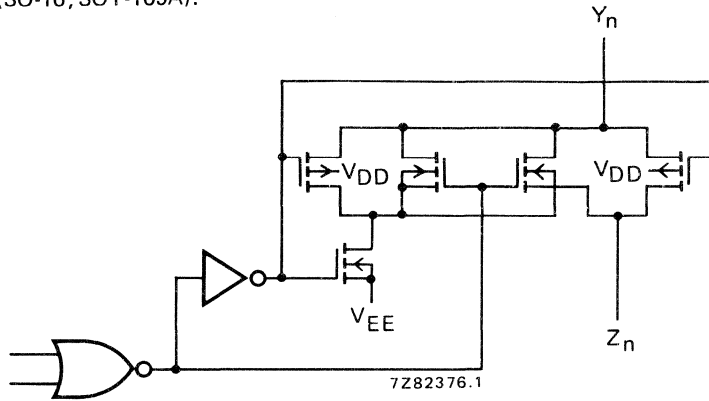 (SO-16; SOT-109A).
Yn
VDD
VDD
VEE
Zn
7Z82376.1